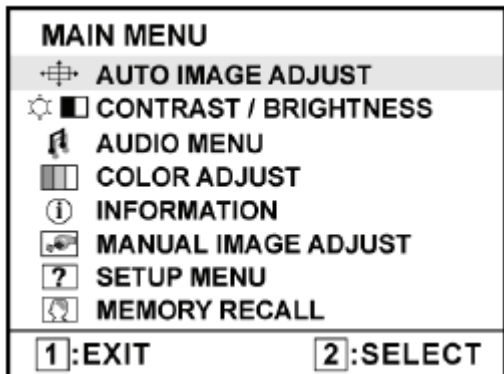 MAIN MENU
AUTO IMAGE ADJUST
CONTRAST / BRIGHTNESS
AUDIO MENU
COLOR ADJUST
i INFORMATION
MANUAL IMAGE ADJUST
? SETUP MENU
MEMORY RECALL
1:EXIT 2:SELECT